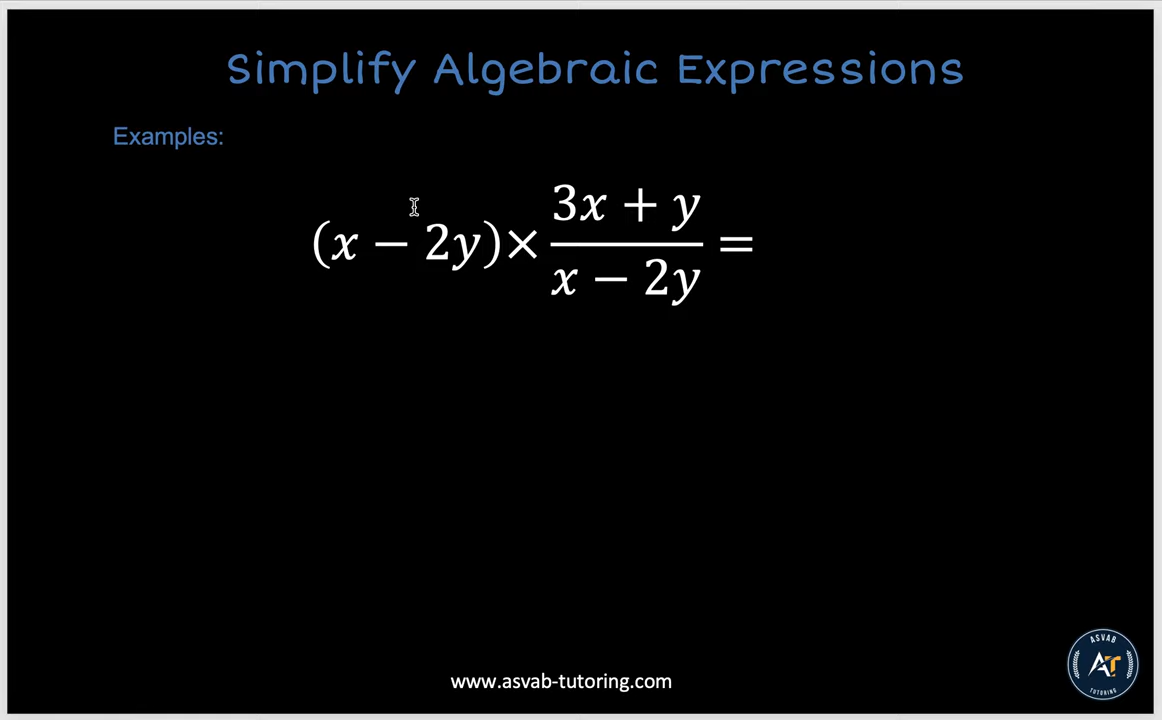 Simplify Algebraic Expressions
Examples:
(x − 2y) × (3x + y)/(x − 2y) =
www.asvab-tutoring.com
ASVAB
AT
TUTORING